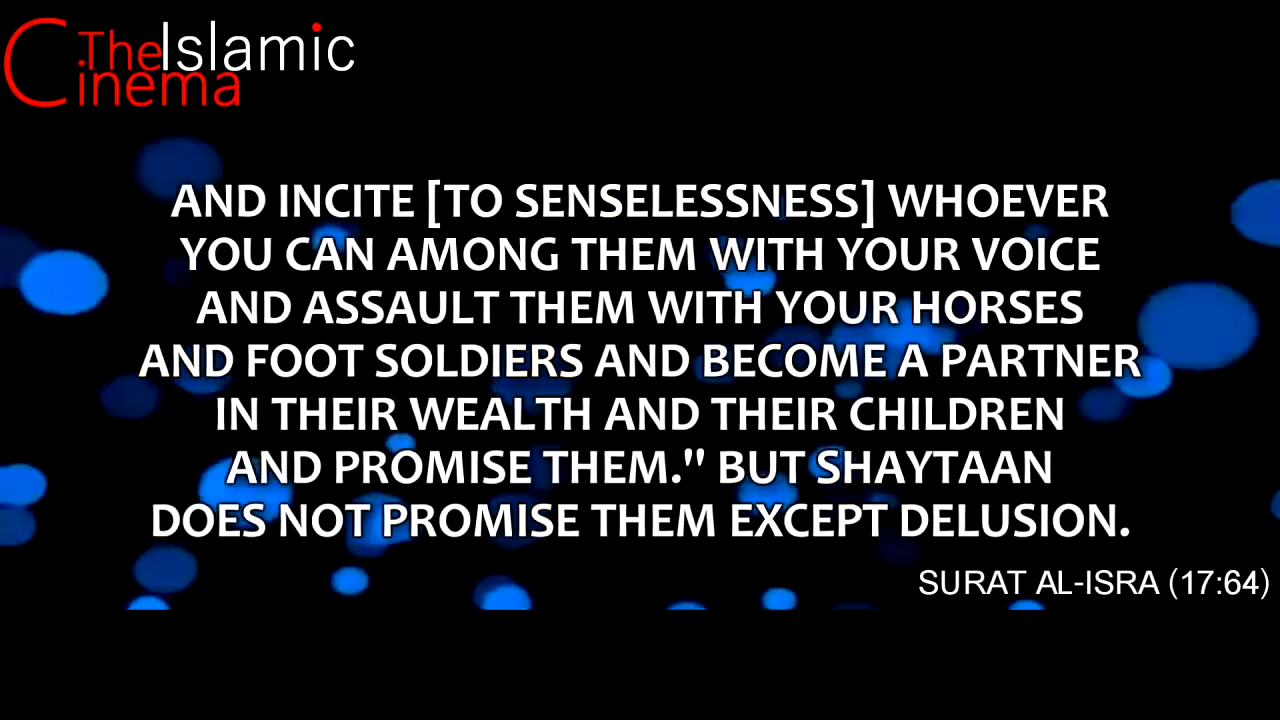 The Islamic
Cinema
AND INCITE [TO SENSELESSNESS] WHOEVER
YOU CAN AMONG THEM WITH YOUR VOICE
AND ASSAULT THEM WITH YOUR HORSES
AND FOOT SOLDIERS AND BECOME A PARTNER
IN THEIR WEALTH AND THEIR CHILDREN
AND PROMISE THEM." BUT SHAYTAAN
DOES NOT PROMISE THEM EXCEPT DELUSION.
SURAT AL-ISRA (17:64)